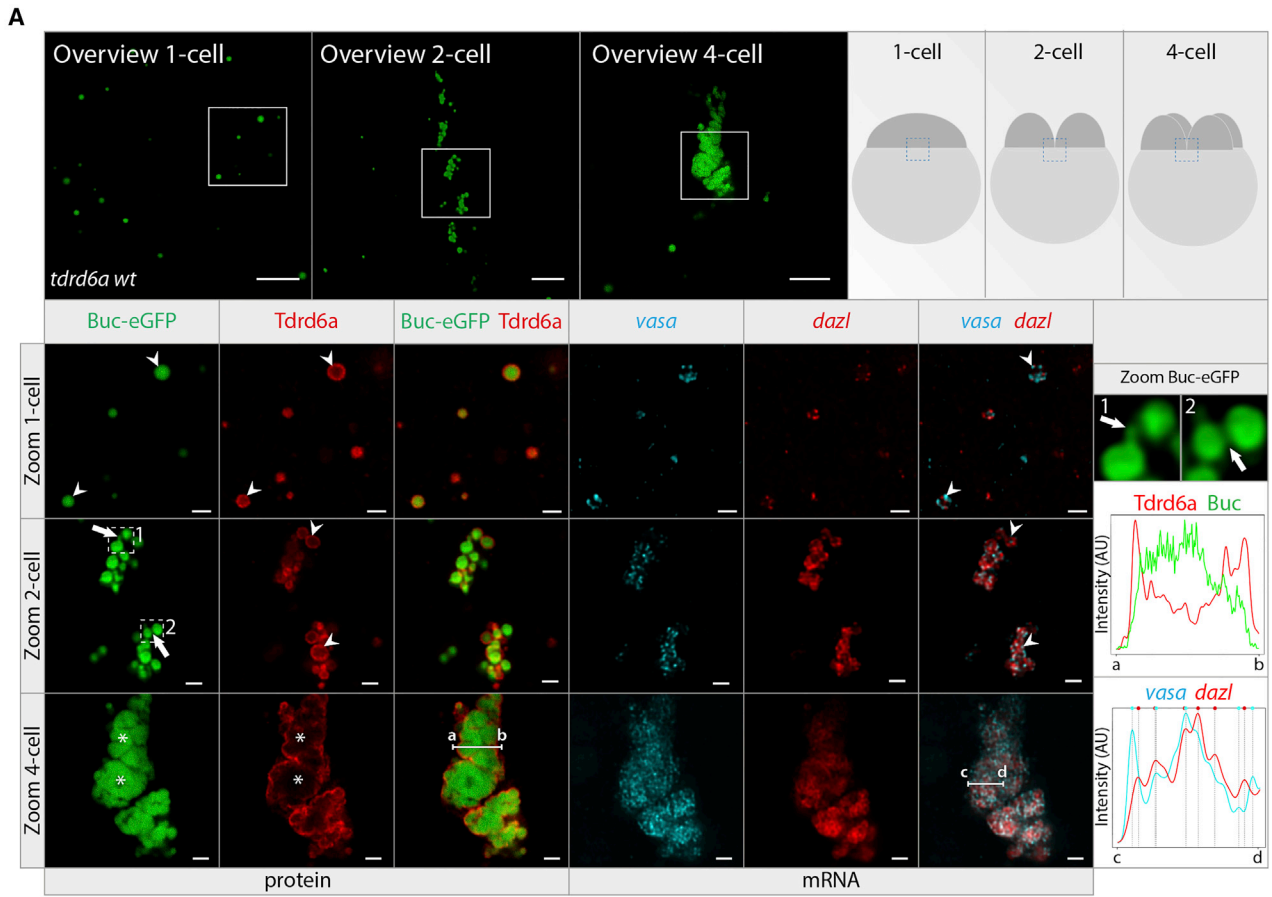 A
Overview 1-cell
Overview 2-cell
Overview 4-cell
1-cell
2-cell
4-cell
tdrd6a wt
Buc-eGFP
Tdrd6a
Buc-eGFP Tdrd6a
vasa
dazl
vasa dazl
Zoom 1-cell
Zoom Buc-eGFP
1
2
Zoom 2-cell
1
2
Tdrd6a Buc
Intensity (AU)
a
b
Zoom 4-cell
*
*
*
*
a
b
c
d
vasa dazl
Intensity (AU)
c
d
protein
mRNA